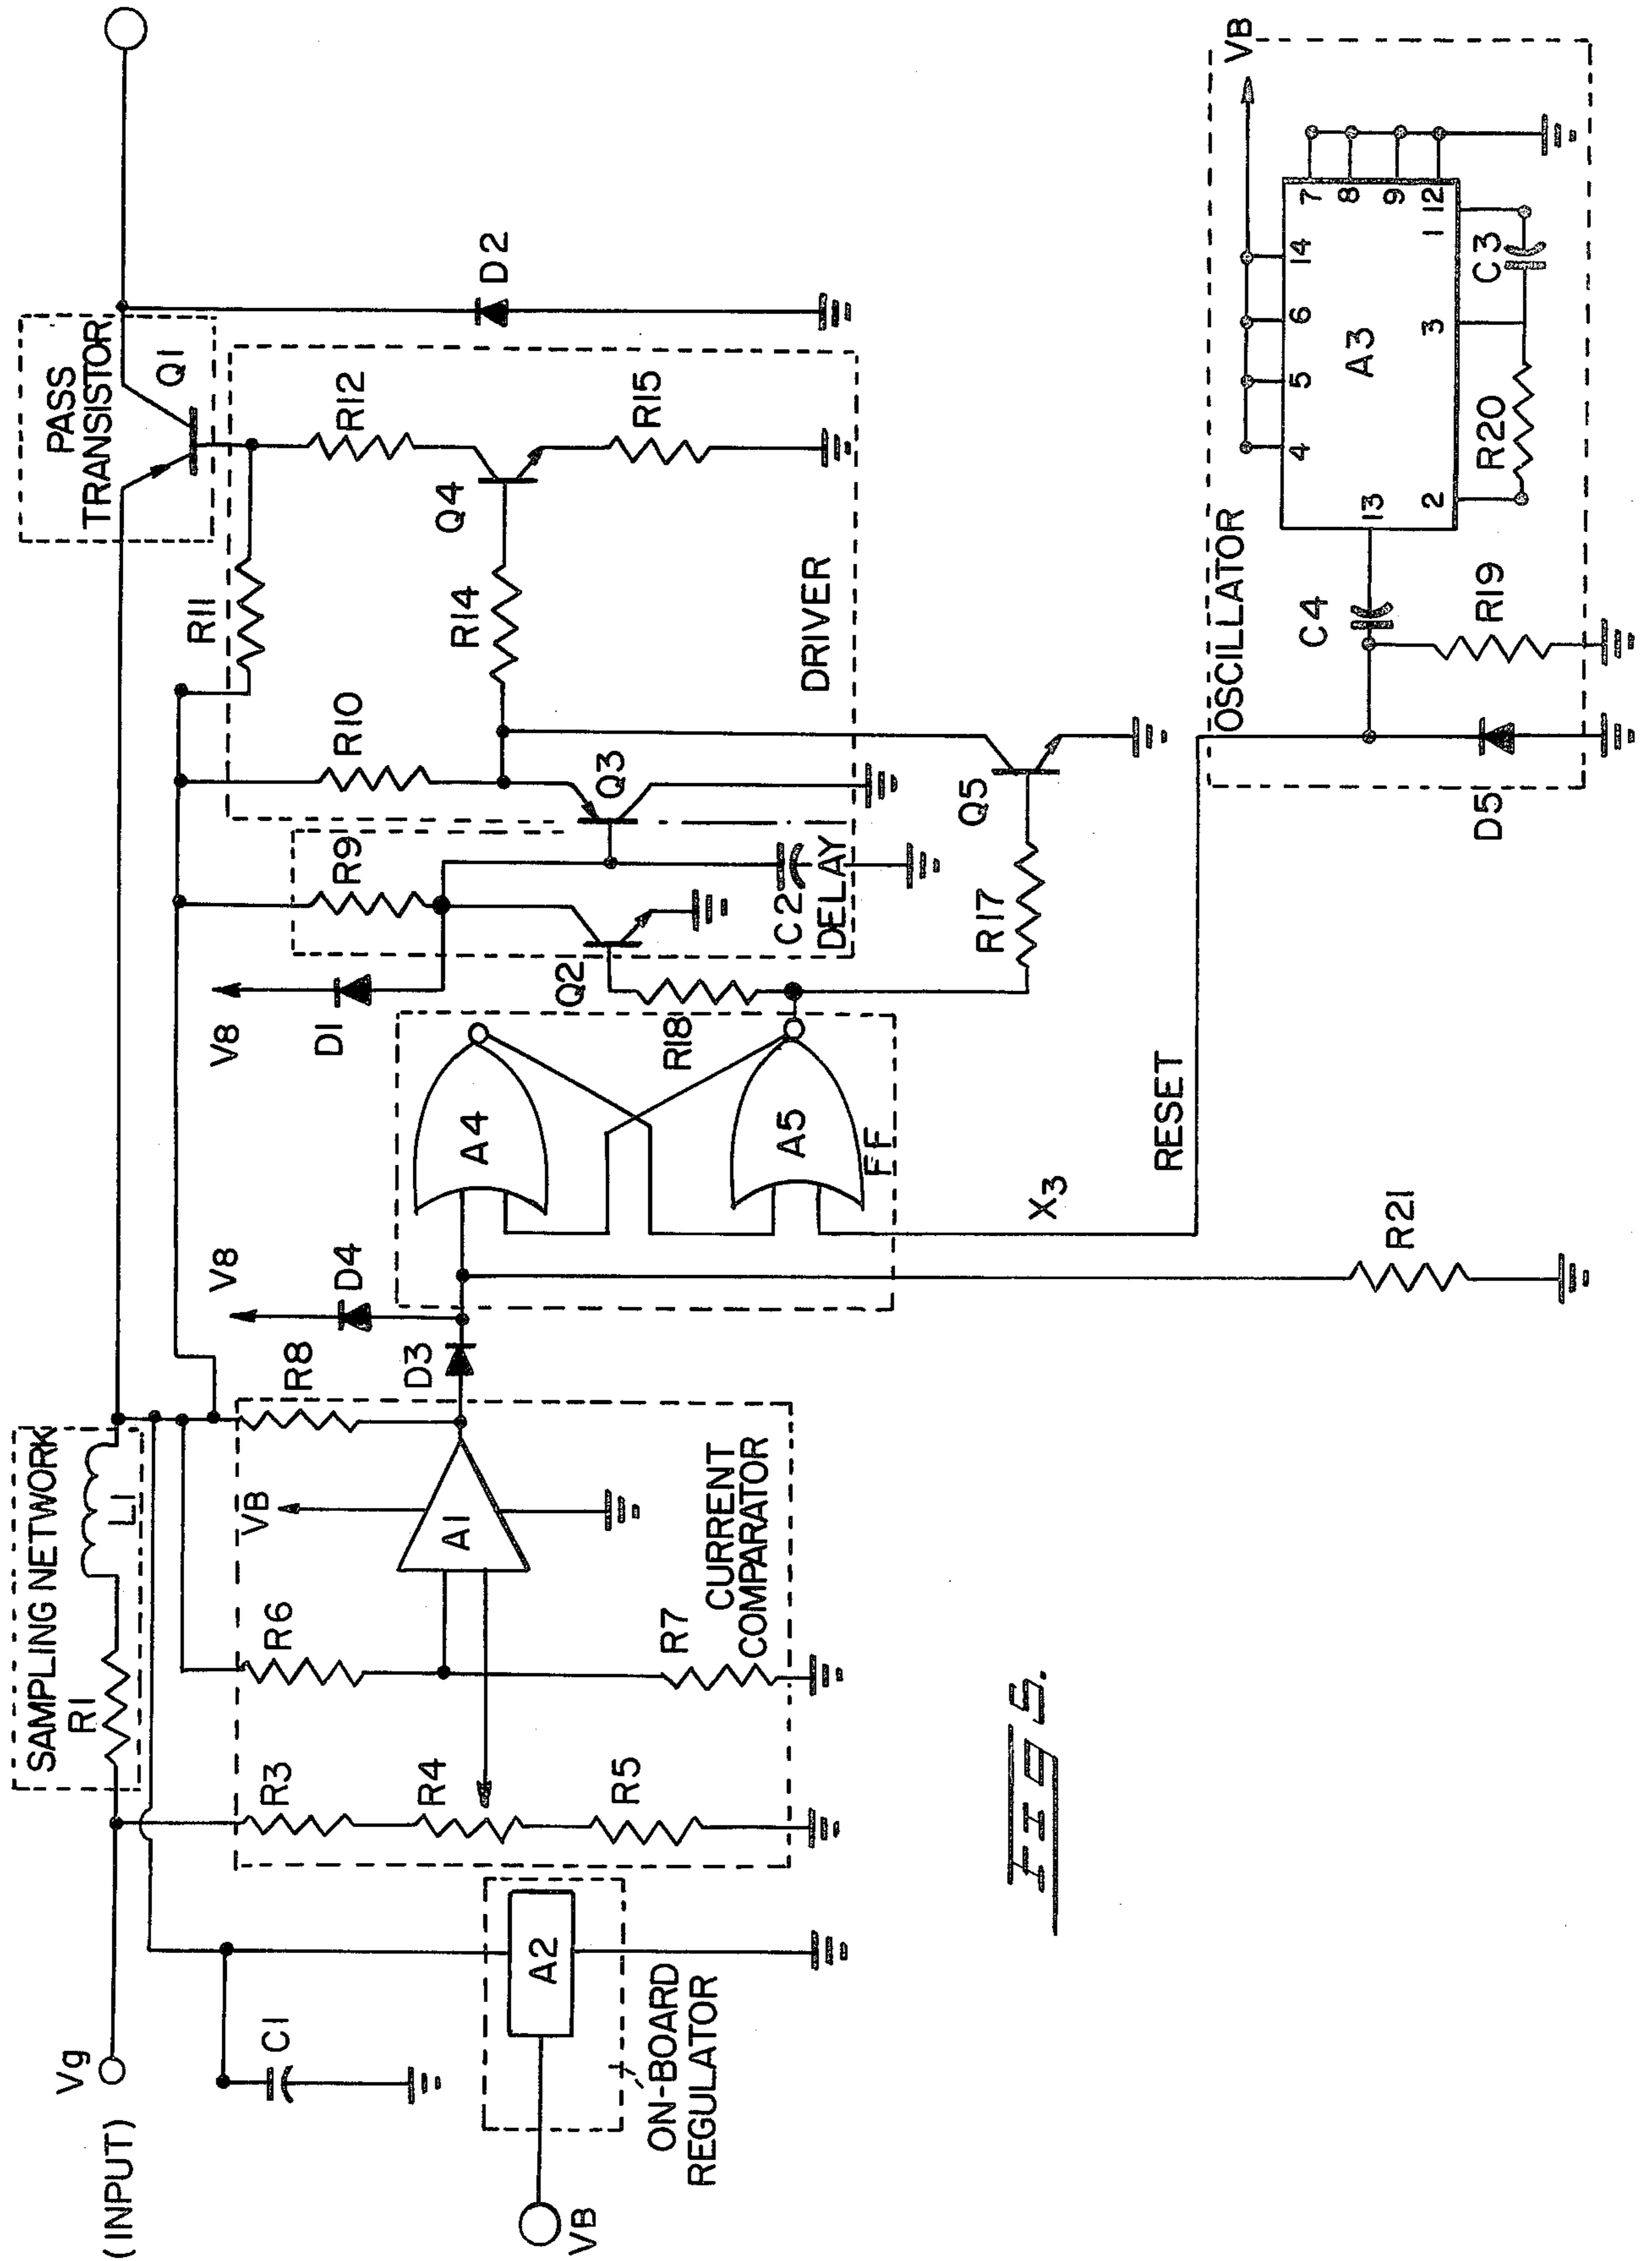 Vg
(INPUT)
SAMPLING NETWORK
R1
L1
PASS
TRANSISTOR
Q1
C1
VB
A2
ON-BOARD
REGULATOR
R3
R4
R5
R6
R7
VB
A1
CURRENT
COMPARATOR
R8
D3
V8
D4
A4
A5
FF
V8
D1
R9
Q2
R18
C2
DELAY
R10
Q3
R11
R14
Q4
R12
R15
DRIVER
D2
R17
Q5
X3
RESET
R21
OSCILLATOR
VB
D5
R19
C4
A3
13
4
5
6
14
7
8
9
12
1
2
3
R20
C3
FIG 5.